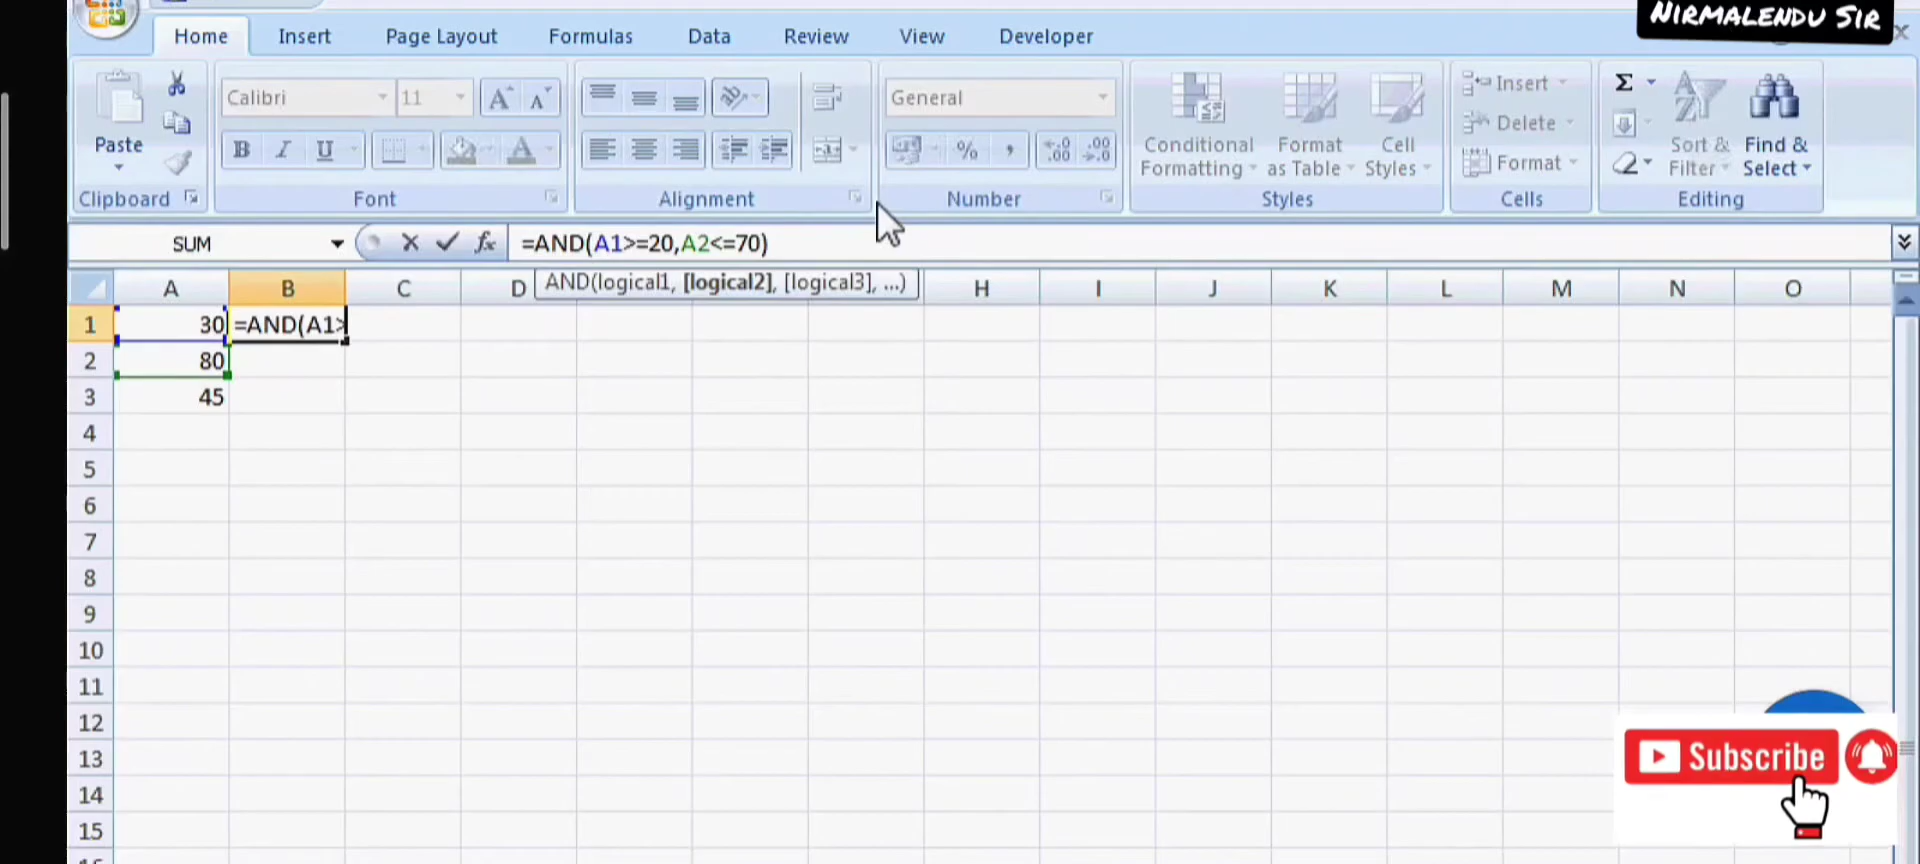 NIRMALENDU SIR
Home Insert Page Layout Formulas Data Review View Developer
Calibri 11 General Insert
Delete
Paste B I U % Conditional Formatting Format as Table Cell Styles Format Sort & Filter Find & Select
Clipboard Font Alignment Number Styles Cells Editing
SUM fx =AND(A1>=20,A2<=70)
AND(logical1, [logical2], [logical3], ...)
A B C D H I J K L M N O
1 30 =AND(A1>
2 80
3 45
4
5
6
7
8
9
10
11
12
13
14
15
Subscribe